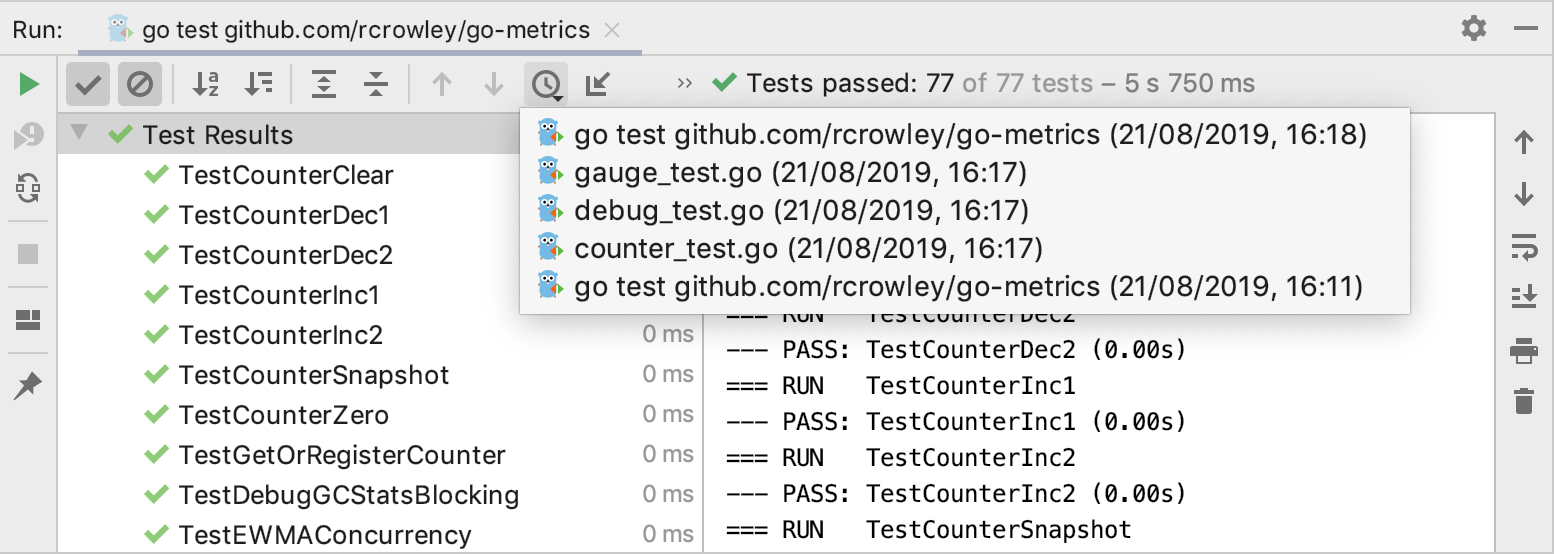 Run: go test github.com/rcrowley/go-metrics
Tests passed: 77 of 77 tests – 5 s 750 ms
go test github.com/rcrowley/go-metrics (21/08/2019, 16:18)
gauge_test.go (21/08/2019, 16:17)
debug_test.go (21/08/2019, 16:17)
counter_test.go (21/08/2019, 16:17)
go test github.com/rcrowley/go-metrics (21/08/2019, 16:11)
Test Results
TestCounterClear
TestCounterDec1
TestCounterDec2
TestCounterInc1
TestCounterInc2 0 ms
TestCounterSnapshot 0 ms
TestCounterZero 0 ms
TestGetOrRegisterCounter 0 ms
TestDebugGCStatsBlocking 0 ms
TestEWMAConcurrency 0 ms
=== RUN   TestCounterDec2
--- PASS: TestCounterDec2 (0.00s)
=== RUN   TestCounterInc1
--- PASS: TestCounterInc1 (0.00s)
=== RUN   TestCounterInc2
--- PASS: TestCounterInc2 (0.00s)
=== RUN   TestCounterSnapshot